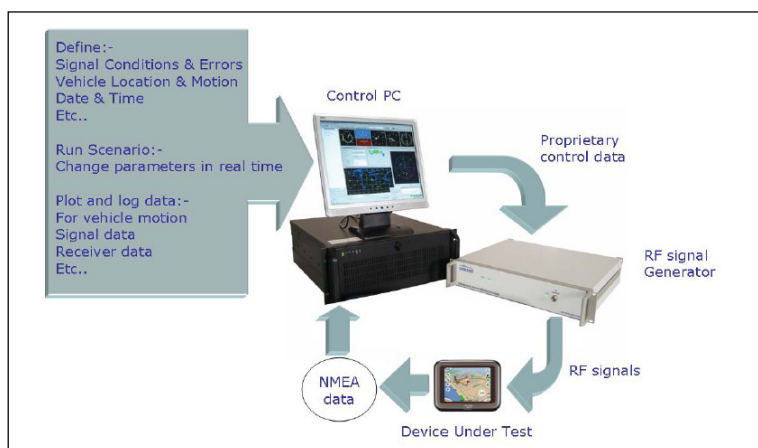 Define:-
Signal Conditions & Errors
Vehicle Location & Motion
Date & Time
Etc..
Run Scenario:-
Change parameters in real time
Plot and log data:-
For vehicle motion
Signal data
Receiver data
Etc..
Control PC
Proprietary
control data
RF signal
Generator
RF signals
NMEA
data
Device Under Test